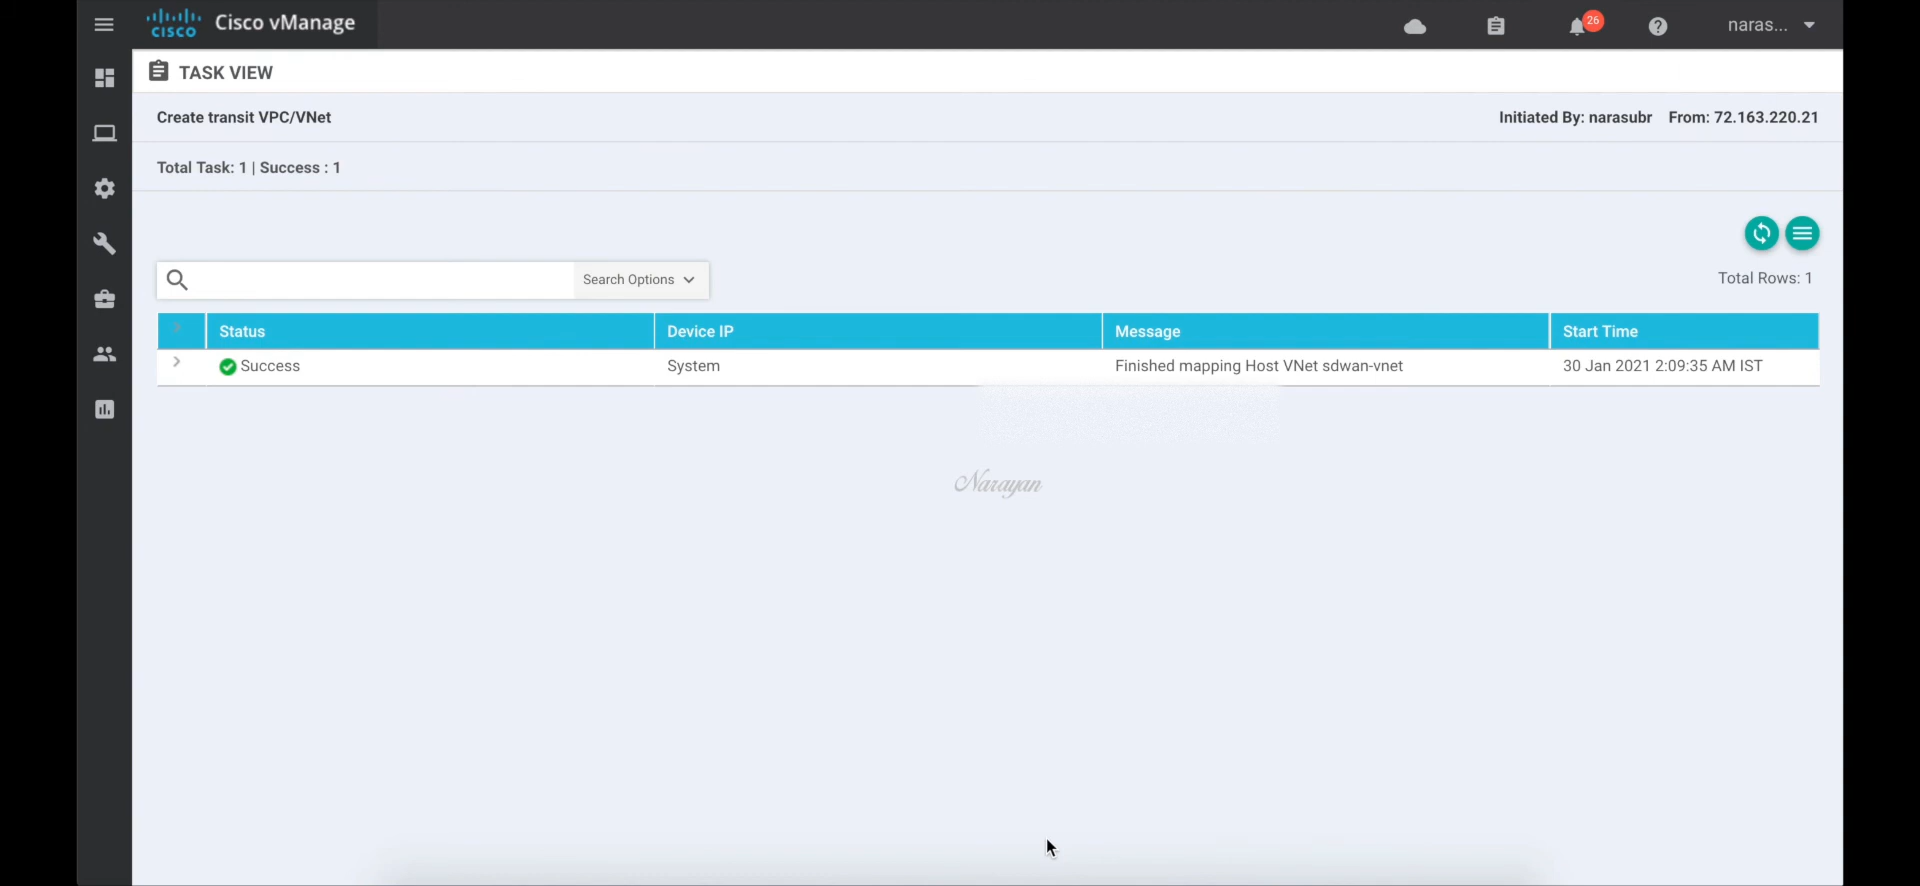 cisco Cisco vManage
26
naras...
TASK VIEW
Create transit VPC/VNet
Initiated By: narasubr From: 72.163.220.21
Total Task: 1 | Success : 1
Search Options
Total Rows: 1
Status Device IP Message Start Time
Success System Finished mapping Host VNet sdwan-vnet 30 Jan 2021 2:09:35 AM IST
Narayan